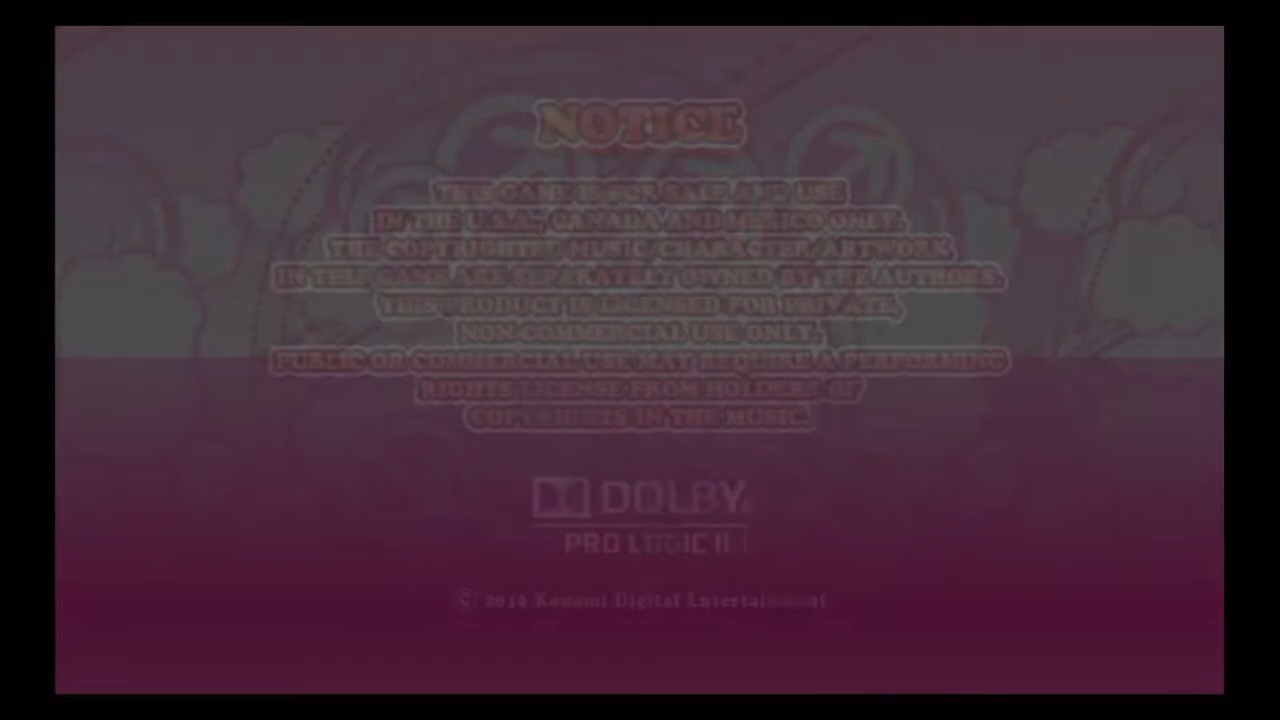 NOTICE
THIS GAME IS FOR SALE AND USE
IN THE U.S.A., CANADA AND MEXICO ONLY.
THE COPYRIGHTED MUSIC/CHARACTER/ARTWORK
IN THIS GAME ARE SEPARATELY OWNED BY THE AUTHORS.
THIS PRODUCT IS LICENSED FOR PRIVATE,
NON-COMMERCIAL USE ONLY.
PUBLIC OR COMMERCIAL USE MAY REQUIRE A PERFORMING
RIGHTS LICENSE FROM HOLDERS OF
COPYRIGHTS IN THE MUSIC.
DOLBY
PRO LOGIC II
© 2010 Konami Digital Entertainment